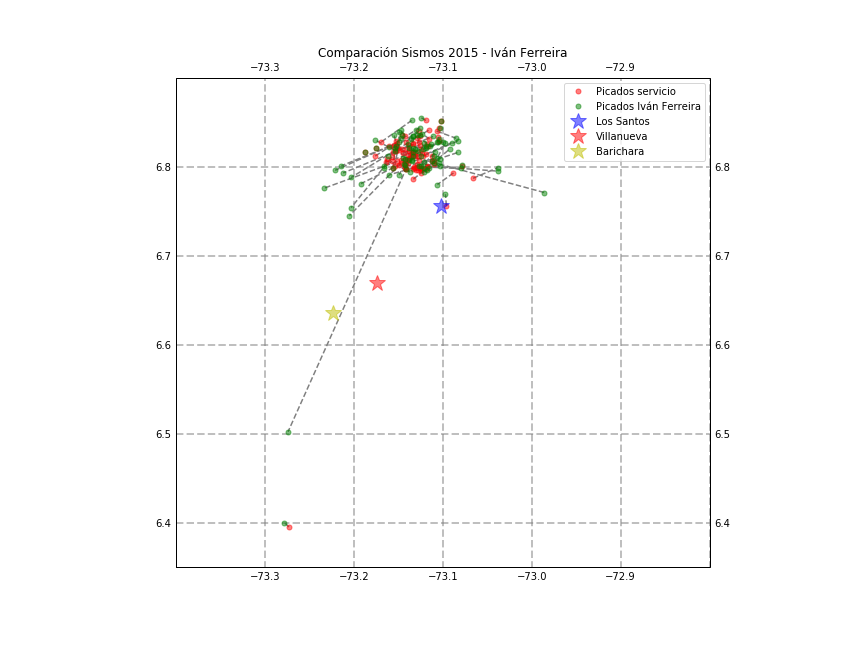 Comparación Sismos 2015 - Iván Ferreira
−73.3 −73.2 −73.1 −73.0 −72.9
Picados servicio
Picados Iván Ferreira
Los Santos
Villanueva
Barichara
6.8 6.8
6.7 6.7
6.6 6.6
6.5 6.5
6.4 6.4
−73.3 −73.2 −73.1 −73.0 −72.9